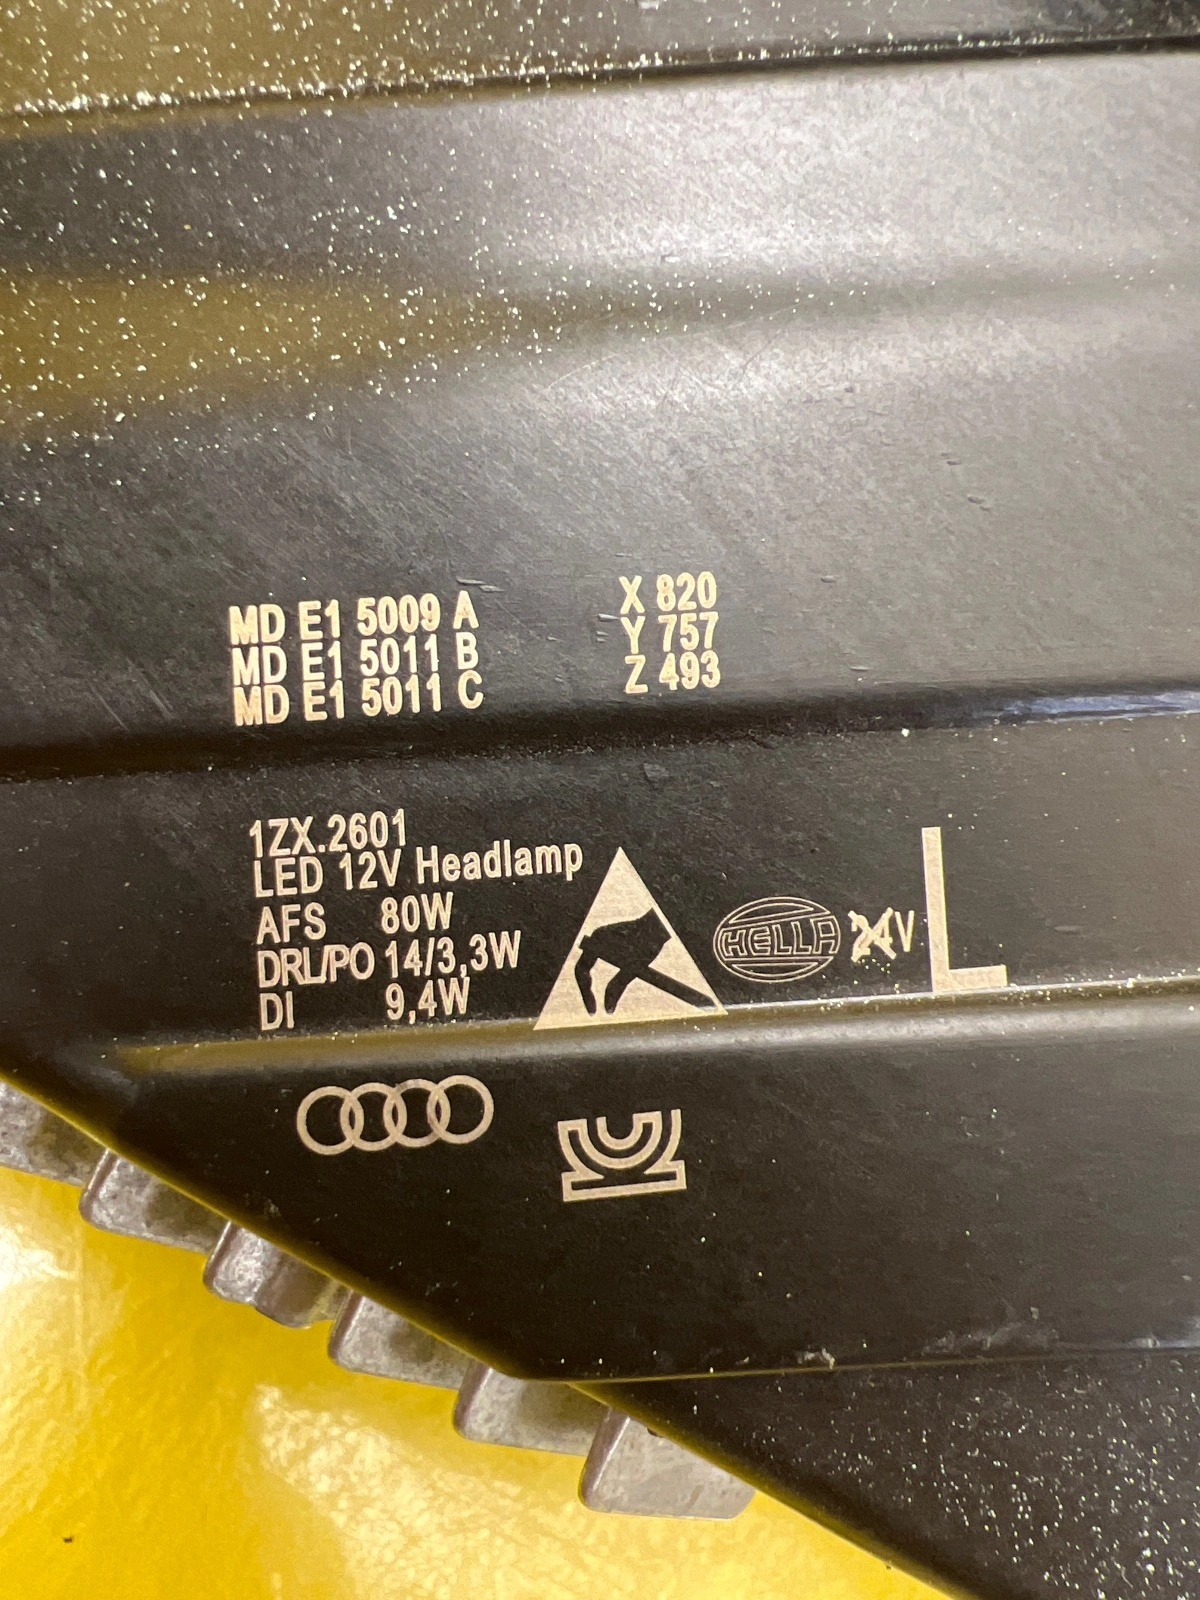 MD E1 5009 A
MD E1 5011 B
MD E1 5011 C
X 820
Y 757
Z 493
1ZX.2601
LED 12V Headlamp
AFS 80W
DRL/PO 14/3,3W
DI 9,4W
HELLA
24V
L